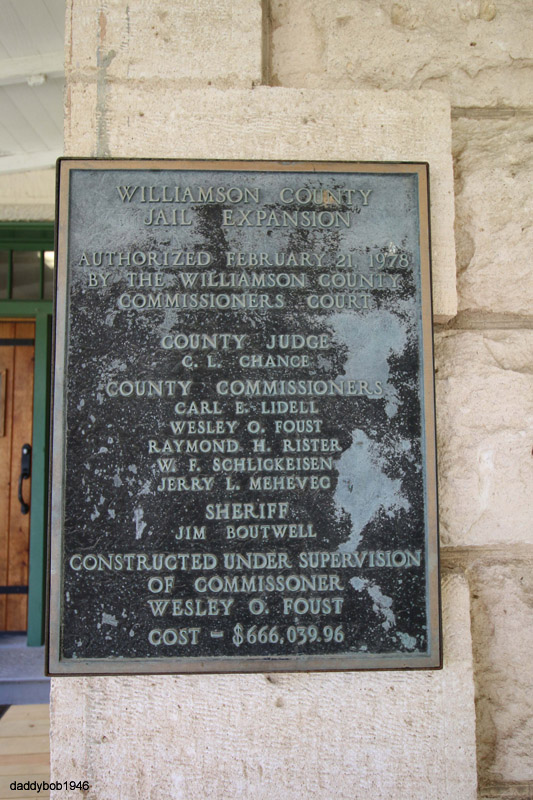 WILLIAMSON COUNTY
JAIL EXPANSION
AUTHORIZED FEBRUARY 21, 1978
BY THE WILLIAMSON COUNTY
COMMISSIONERS COURT
COUNTY JUDGE
C. L. CHANCE
COUNTY COMMISSIONERS
CARL E. LIDELL
WESLEY O. FOUST
RAYMOND H. RISTER
W. F. SCHLICKEISEN
JERRY L. MEHEVEC
SHERIFF
JIM BOUTWELL
CONSTRUCTED UNDER SUPERVISION
OF COMMISSONER
WESLEY O. FOUST
COST - $666,039.96
daddybob1946